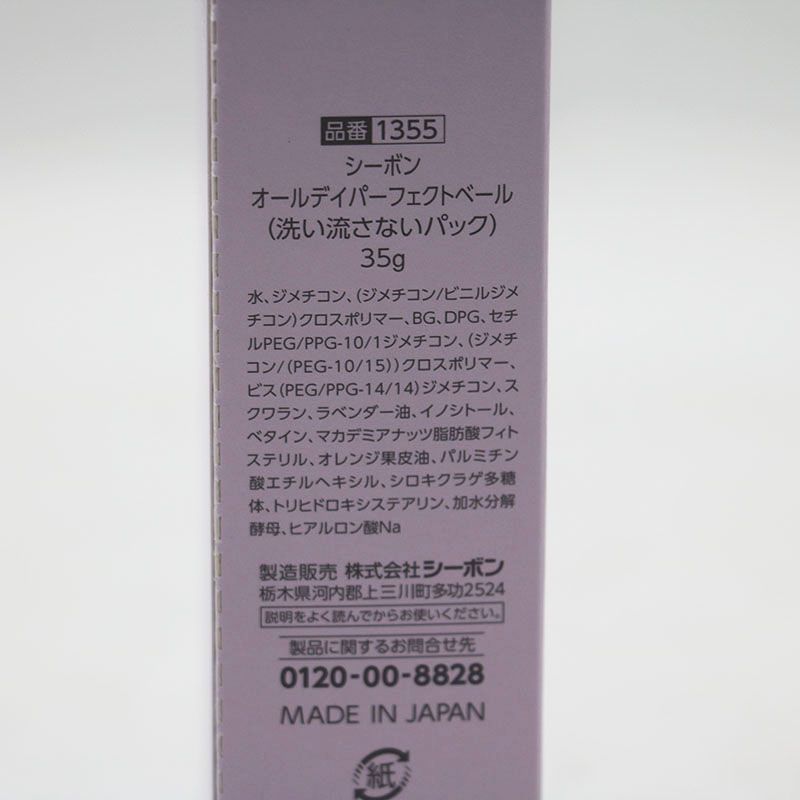 品番 1355
シーボン
オールデイパーフェクトベール
(洗い流さないパック)
35g
水、ジメチコン、(ジメチコン/ビニルジメ
チコン)クロスポリマー、BG、DPG、セチ
ルPEG/PPG-10/1ジメチコン、(ジメチ
コン/(PEG-10/15))クロスポリマー、
ビス(PEG/PPG-14/14)ジメチコン、ス
クワラン、ラベンダー油、イノシトール、
ベタイン、マカデミアナッツ脂肪酸フィト
ステリル、オレンジ果皮油、パルミチン
酸エチルヘキシル、シロキクラゲ多糖
体、トリヒドロキシステアリン、加水分解
酵母、ヒアルロン酸Na
製造販売 株式会社シーボン
栃木県河内郡上三川町多功2524
説明をよく読んでからお使いください。
製品に関するお問合せ先
0120-00-8828
MADE IN JAPAN
紙